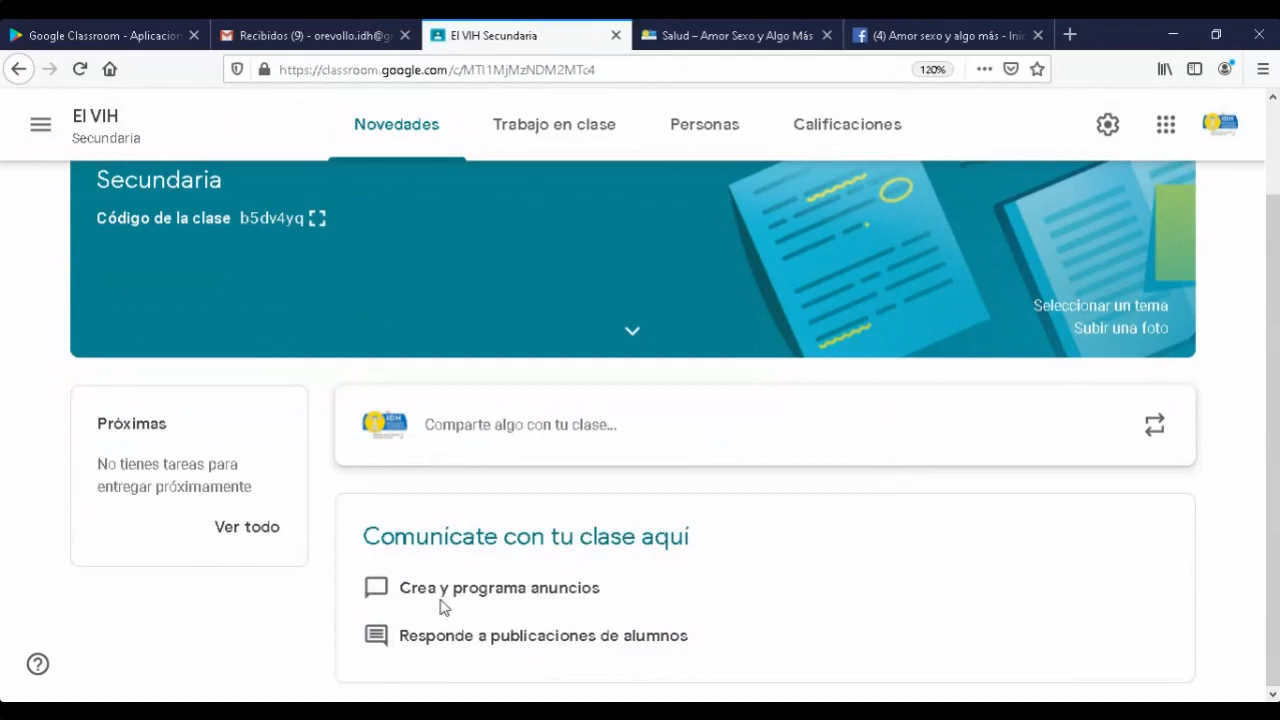 Google Classroom - Aplicacion
Recibidos (9) - orevollo.idh@g
El VIH Secundaria
Salud – Amor Sexo y Algo Más
(4) Amor sexo y algo más - Inic
https://classroom.google.com/c/MTI1MjMzNDM2MTc4
120%
El VIH
Secundaria
Novedades
Trabajo en clase
Personas
Calificaciones
Secundaria
Código de la clase b5dv4yq
Seleccionar un tema
Subir una foto
Próximas
No tienes tareas para
entregar próximamente
Ver todo
IDH
Comparte algo con tu clase...
Comunícate con tu clase aquí
Crea y programa anuncios
Responde a publicaciones de alumnos